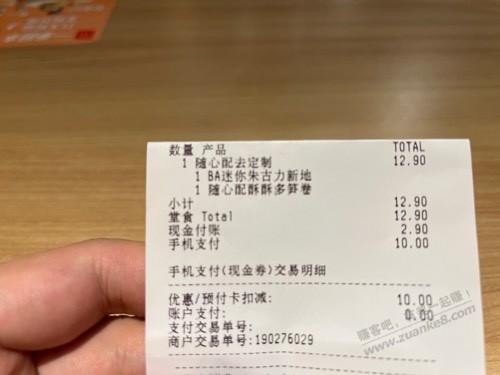 数量 产品 TOTAL
1 随心配去定制 12.90
1 BA迷你朱古力新地
1 随心配酥酥多笋卷
小计 12.90
堂食 Total 12.90
现金付账 2.90
手机支付 10.00
手机支付(现金券)交易明细
优惠/预付卡扣减: 10.00
账户支付: 0.00
支付交易单号:
商户交易单号:190276029
赚客吧,有奖一起赚!
www.zuanke8.com